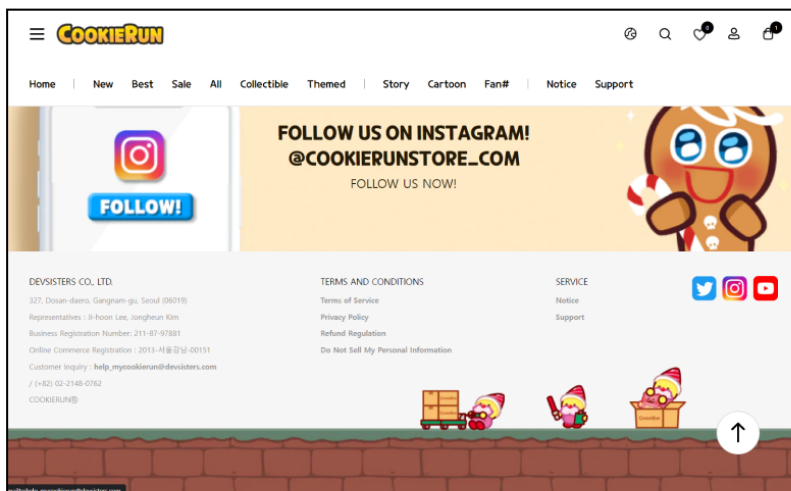 COOKIERUN
0
1
Home New Best Sale All Collectible Themed Story Cartoon Fan# Notice Support
FOLLOW!
FOLLOW US ON INSTAGRAM!
@COOKIERUNSTORE_COM
FOLLOW US NOW!
DEVSISTERS CO., LTD.
327, Dosan-daero, Gangnam-gu, Seoul (06019)
Representatives : Ji-hoon Lee, Jongheun Kim
Business Registration Number: 211-87-97881
Online Commerce Registration : 2013-서울강남-00151
Customer Inquiry : help_mycookierun@devsisters.com
/ (+82) 02-2148-0762
COOKIERUN®
TERMS AND CONDITIONS
Terms of Service
Privacy Policy
Refund Regulation
Do Not Sell My Personal Information
SERVICE
Notice
Support